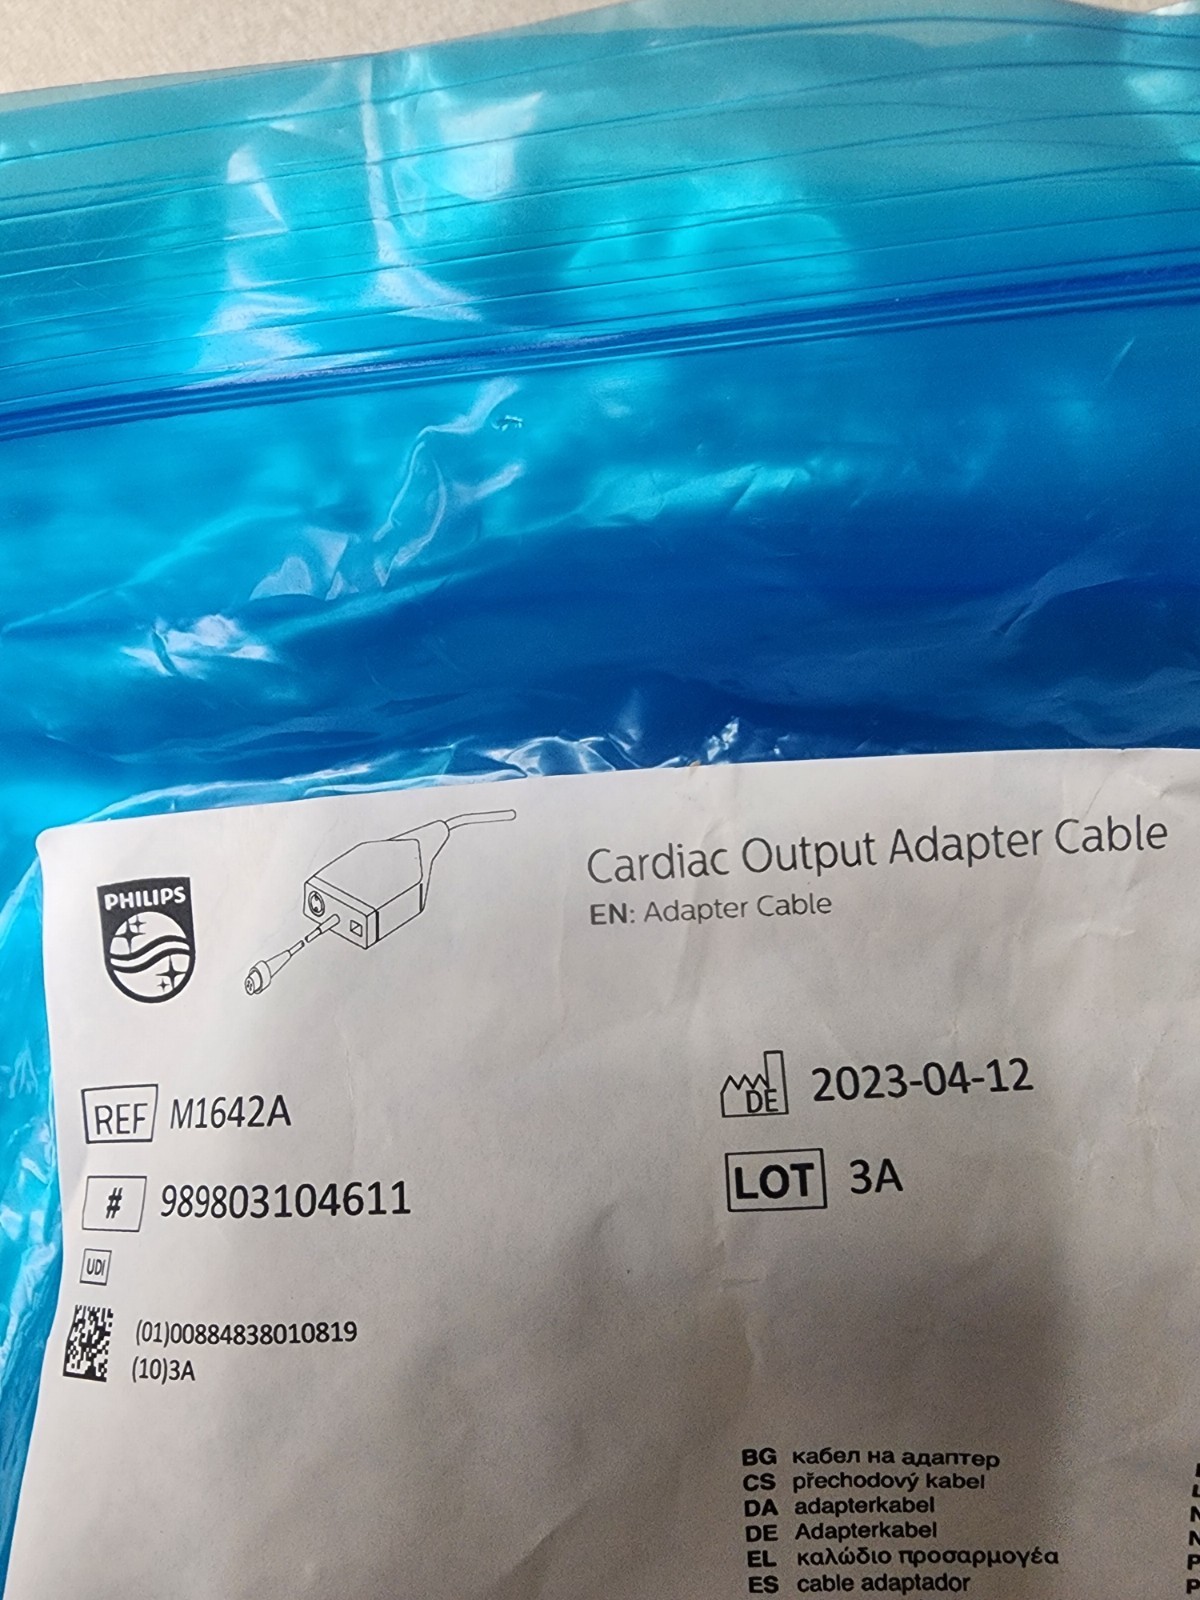 PHILIPS
Cardiac Output Adapter Cable
EN: Adapter Cable
REF M1642A
DE 2023-04-12
# 989803104611
LOT 3A
UDI
(01)00884838010819
(10)3A
BG кабел на адаптер
CS přechodový kabel
DA adapterkabel
DE Adapterkabel
EL καλώδιο προσαρμογέα
ES cable adaptador